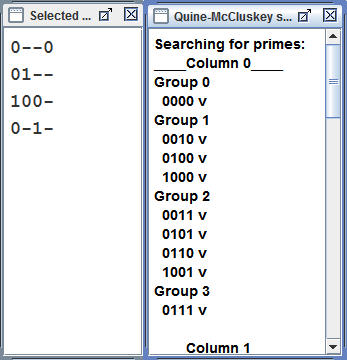 Selected ...
0--0
01--
100-
0-1-
Quine-McCluskey s...
Searching for primes:
____Column 0____
Group 0
0000 v
Group 1
0010 v
0100 v
1000 v
Group 2
0011 v
0101 v
0110 v
1001 v
Group 3
0111 v
Column 1